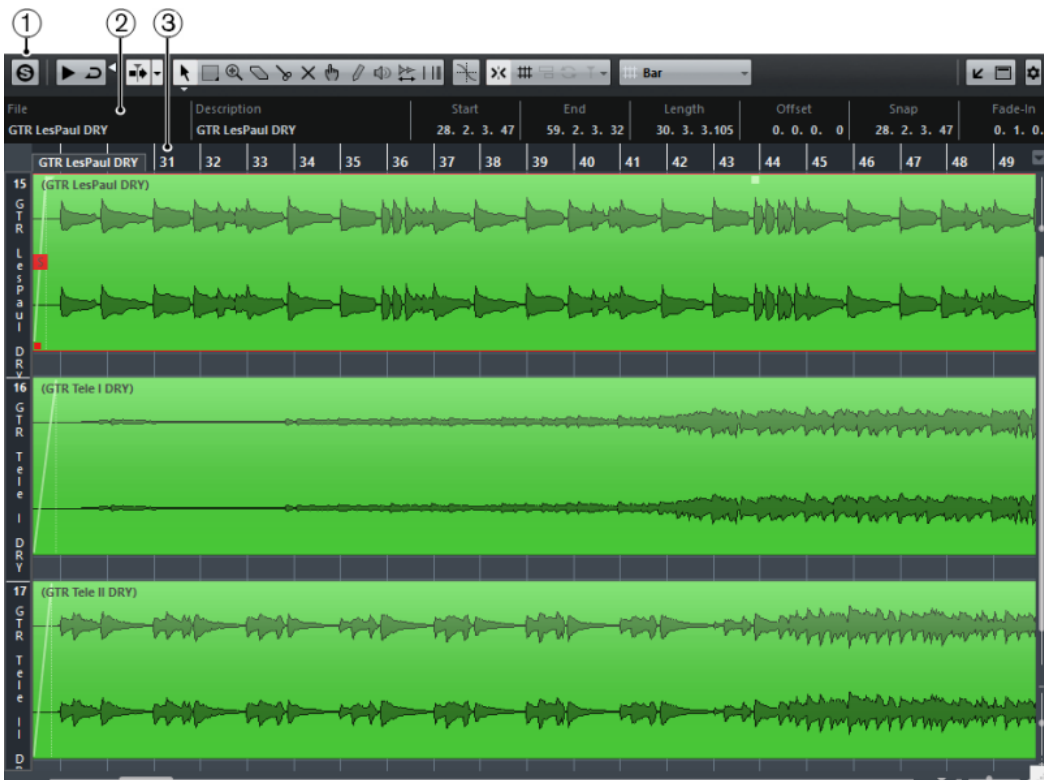 1 2 3
S Bar
File Description Start End Length Offset Snap Fade-In
GTR LesPaul DRY GTR LesPaul DRY 28. 2. 3. 47 59. 2. 3. 32 30. 3. 3.105 0. 0. 0. 0 28. 2. 3. 47 0. 1. 0.
GTR LesPaul DRY 31 32 33 34 35 36 37 38 39 40 41 42 43 44 45 46 47 48 49
15 (GTR LesPaul DRY)
GTR LesPaul DRY
S
16 (GTR Tele I DRY)
GTR Tele I DRY
17 (GTR Tele II DRY)
GTR Tele II D